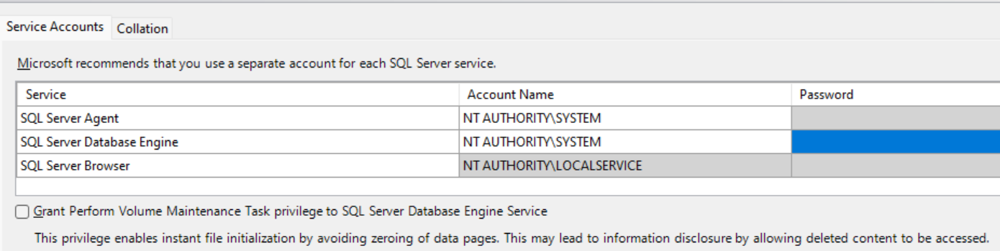 Service Accounts Collation
Microsoft recommends that you use a separate account for each SQL Server service.
Service Account Name Password
SQL Server Agent NT AUTHORITY\SYSTEM
SQL Server Database Engine NT AUTHORITY\SYSTEM
SQL Server Browser NT AUTHORITY\LOCALSERVICE
Grant Perform Volume Maintenance Task privilege to SQL Server Database Engine Service
This privilege enables instant file initialization by avoiding zeroing of data pages. This may lead to information disclosure by allowing deleted content to be accessed.